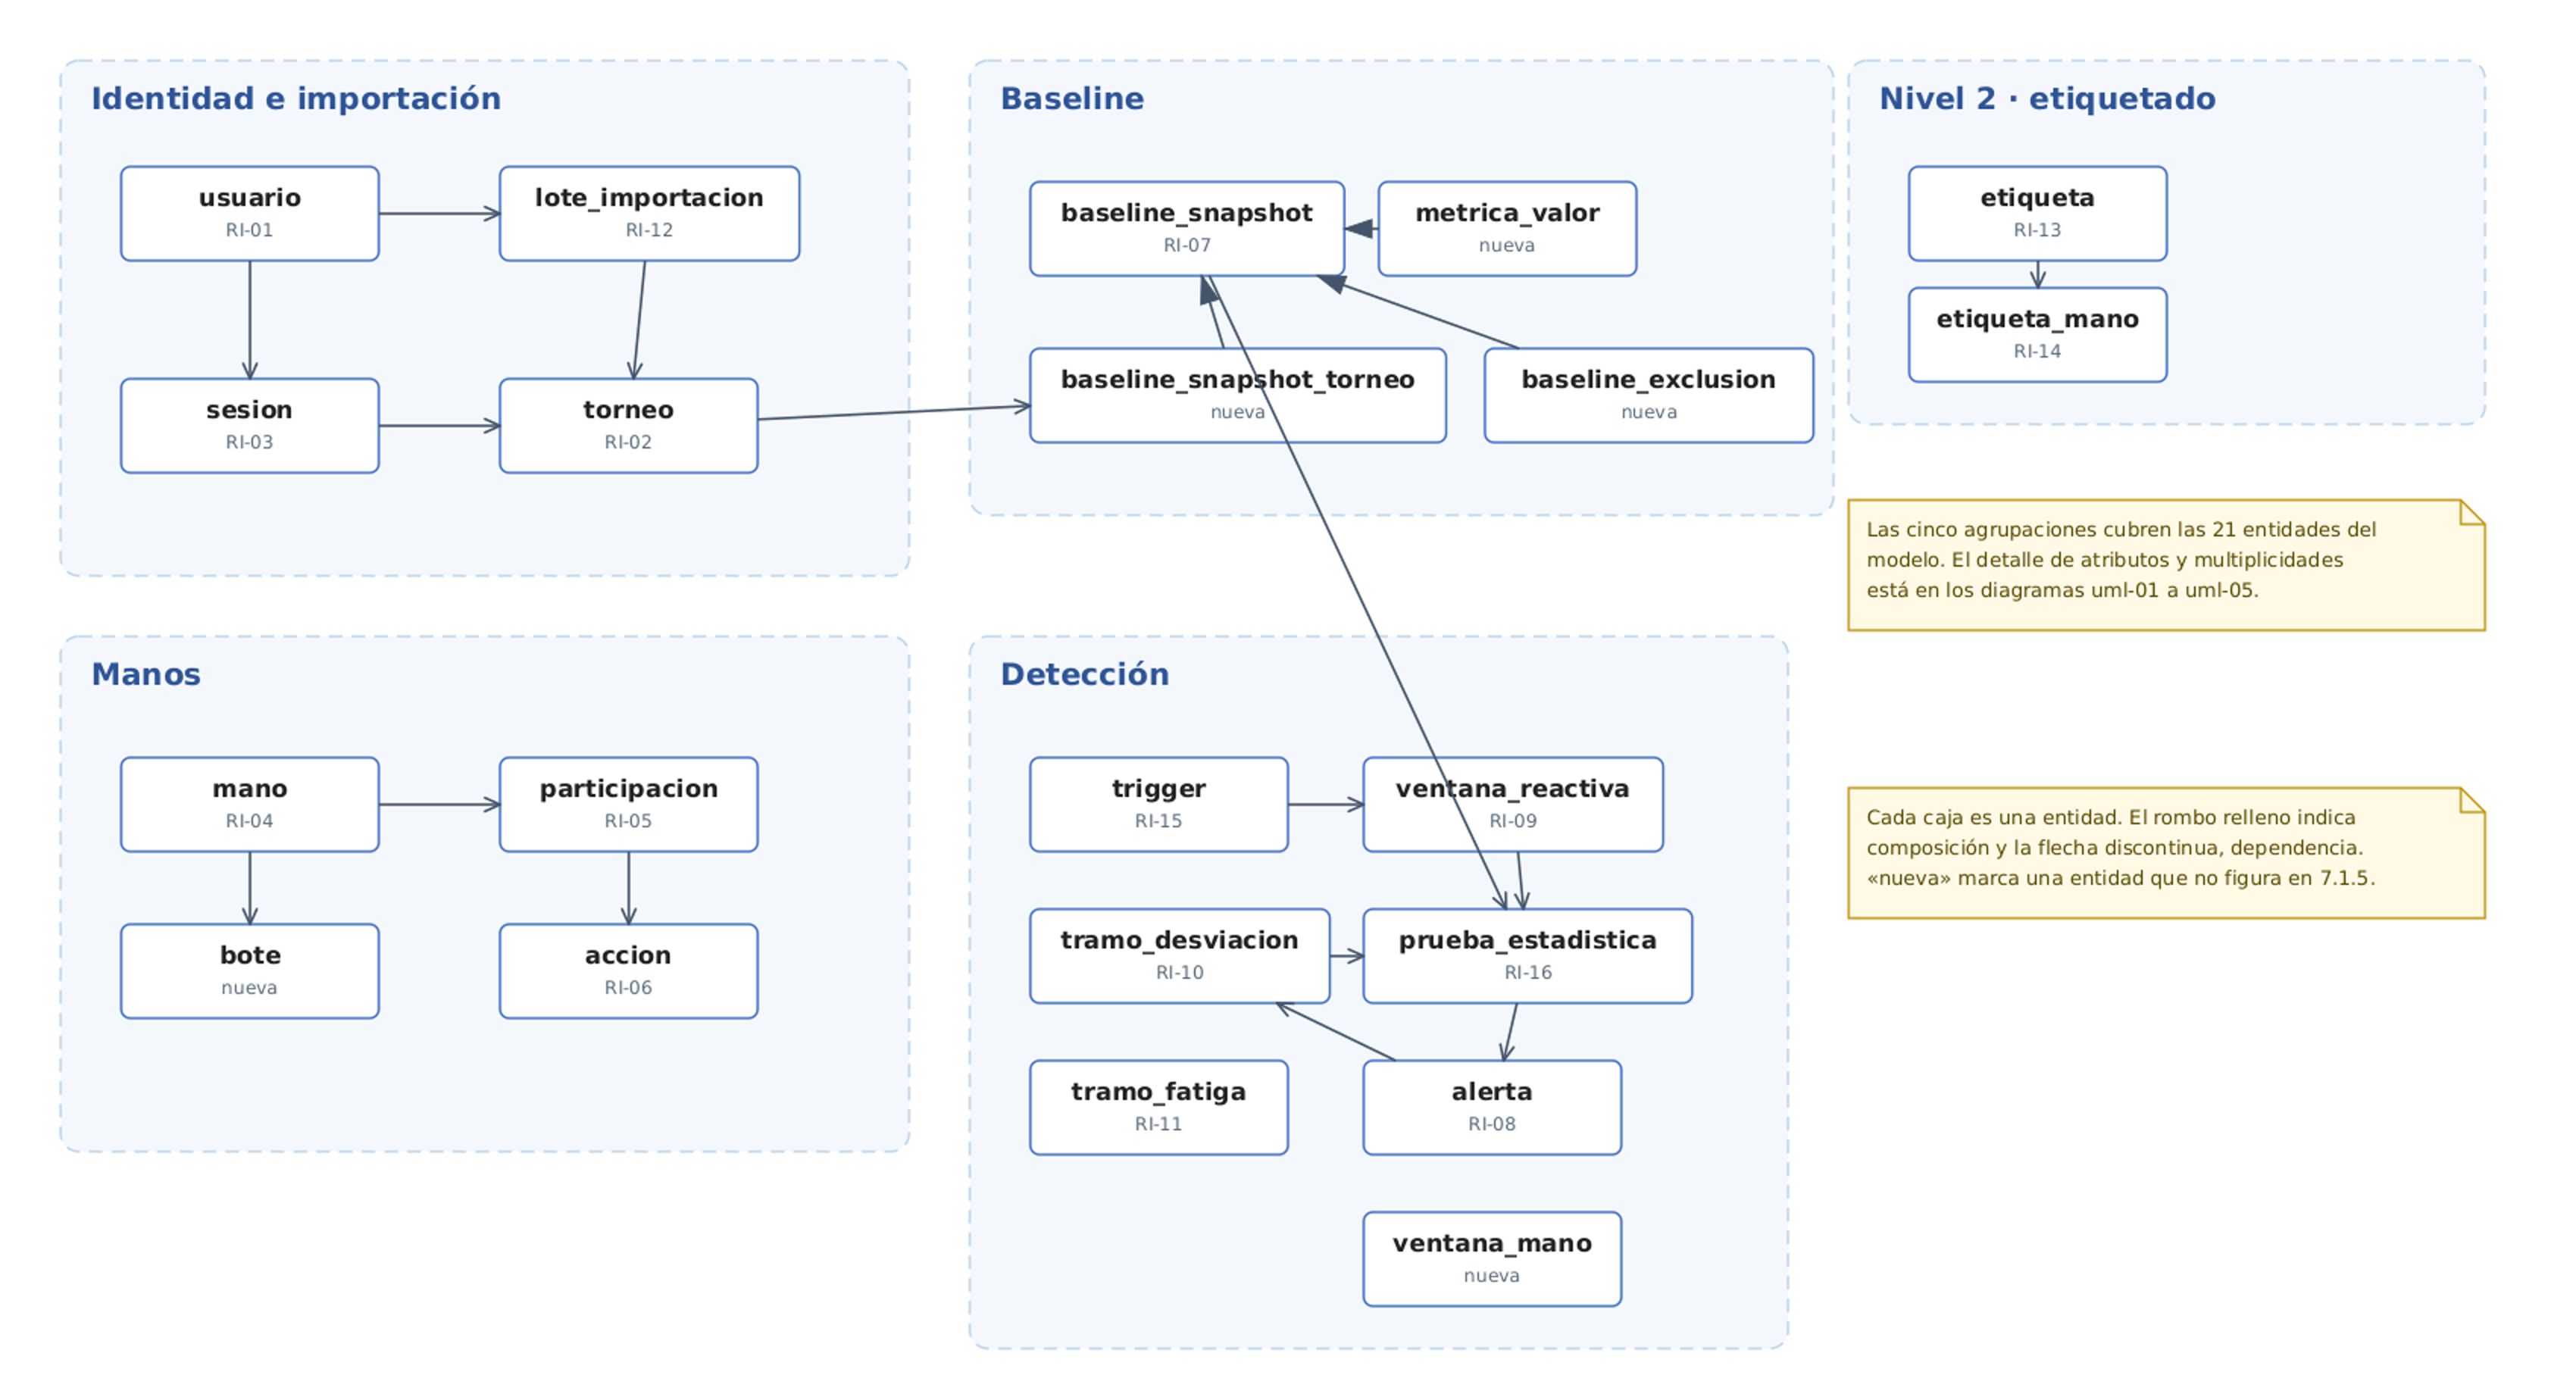 Identidad e importación
usuario
RI-01
lote_importacion
RI-12
sesion
RI-03
torneo
RI-02
Baseline
baseline_snapshot
RI-07
metrica_valor
nueva
baseline_snapshot_torneo
nueva
baseline_exclusion
nueva
Nivel 2 · etiquetado
etiqueta
RI-13
etiqueta_mano
RI-14
Las cinco agrupaciones cubren las 21 entidades del
modelo. El detalle de atributos y multiplicidades
está en los diagramas uml-01 a uml-05.
Manos
mano
RI-04
participacion
RI-05
bote
nueva
accion
RI-06
Detección
trigger
RI-15
ventana_reactiva
RI-09
tramo_desviacion
RI-10
prueba_estadistica
RI-16
tramo_fatiga
RI-11
alerta
RI-08
ventana_mano
nueva
Cada caja es una entidad. El rombo relleno indica
composición y la flecha discontinua, dependencia.
«nueva» marca una entidad que no figura en 7.1.5.